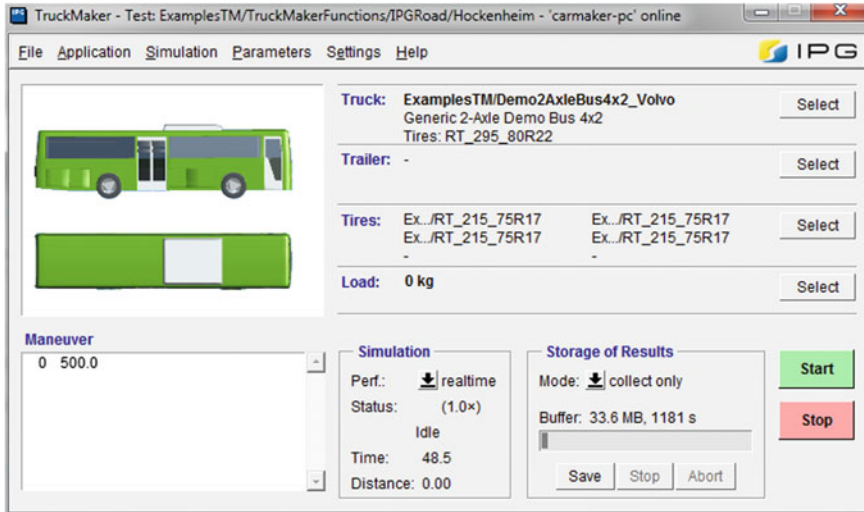 TruckMaker - Test: ExamplesTM/TruckMakerFunctions/IPGRoad/Hockenheim - 'carmaker-pc' online
File Application Simulation Parameters Settings Help
IPG
Truck: ExamplesTM/Demo2AxleBus4x2_Volvo Select
Generic 2-Axle Demo Bus 4x2
Tires: RT_295_80R22
Trailer: - Select
Tires: Ex../RT_215_75R17 Ex../RT_215_75R17 Select
Ex../RT_215_75R17 Ex../RT_215_75R17
- -
Load: 0 kg Select
Maneuver
0 500.0
Simulation
Perf.: realtime
Status: (1.0×)
Idle
Time: 48.5
Distance: 0.00
Storage of Results
Mode: collect only
Buffer: 33.6 MB, 1181 s
Save Stop Abort
Start
Stop